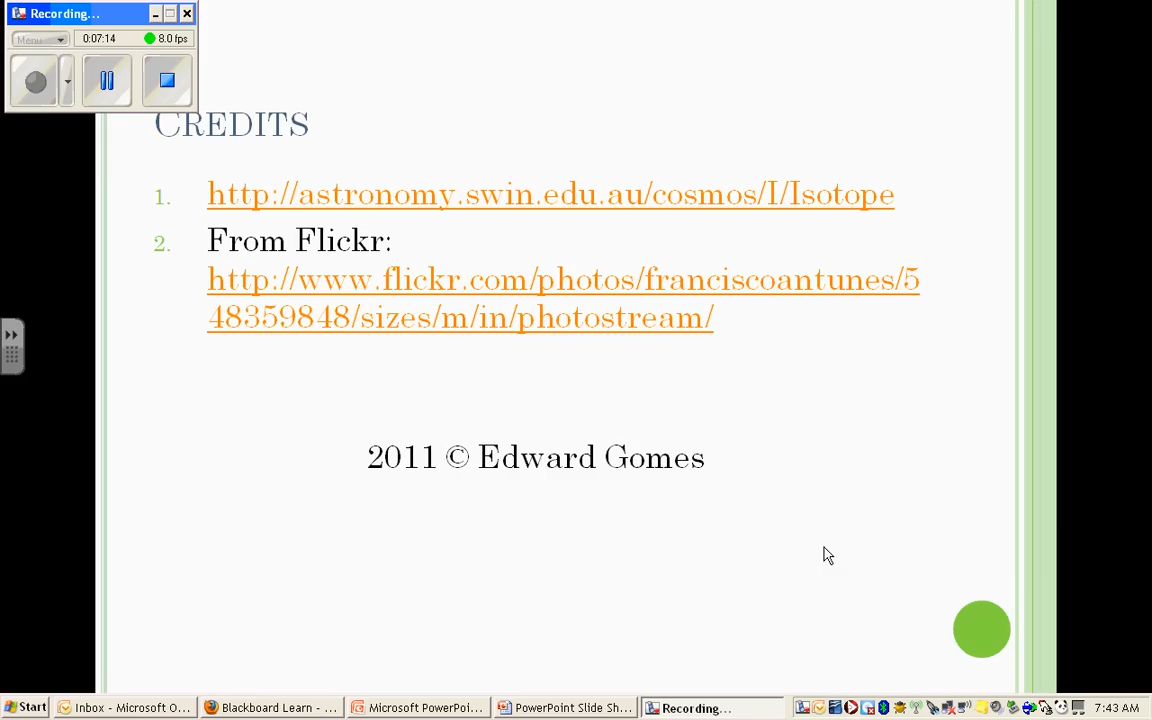 Recording...
Menu
0:07:14
8.0 fps
CREDITS
1. http://astronomy.swin.edu.au/cosmos/I/Isotope
2. From Flickr:
http://www.flickr.com/photos/franciscoantunes/5
48359848/sizes/m/in/photostream/
2011 © Edward Gomes
Start
Inbox - Microsoft O...
Blackboard Learn - ...
Microsoft PowerPoi...
PowerPoint Slide Sh...
Recording...
7:43 AM